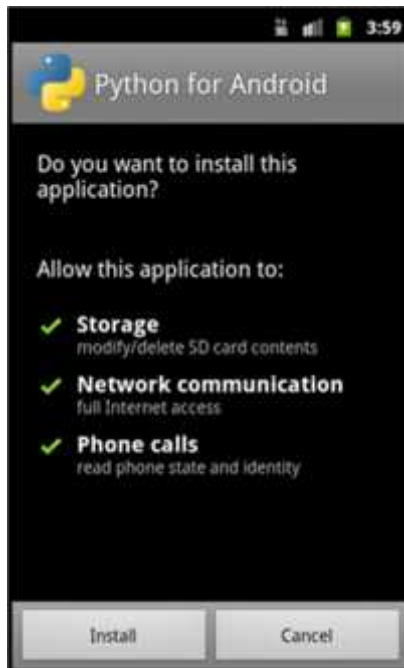 3:59
Python for Android
Do you want to install this
application?
Allow this application to:
Storage
modify/delete SD card contents
Network communication
full Internet access
Phone calls
read phone state and identity
Install
Cancel